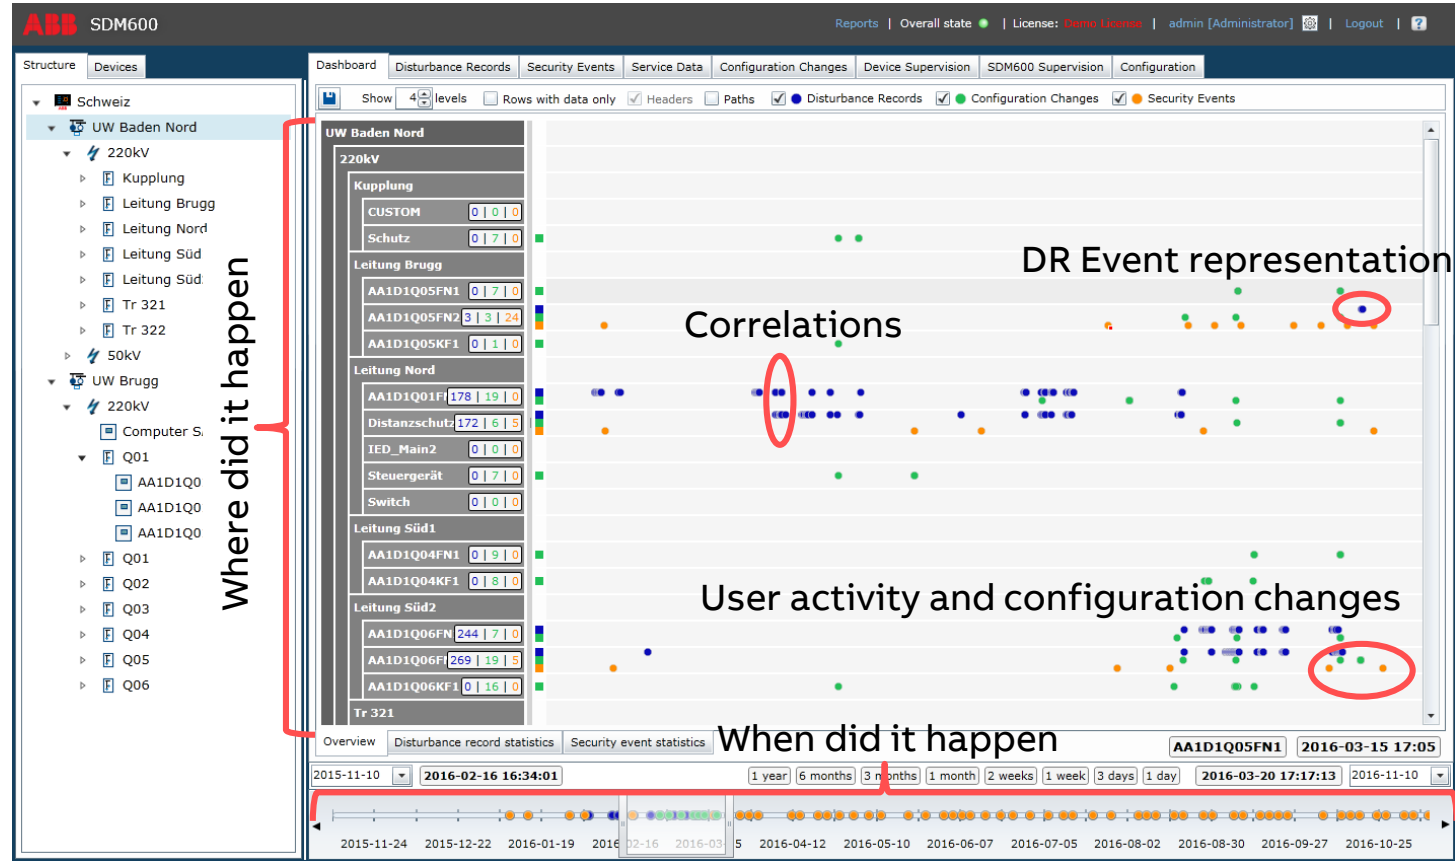 ABB SDM600
Reports | Overall state | License: Demo License | admin [Administrator] | Logout | ?
Structure Devices
Dashboard Disturbance Records Security Events Service Data Configuration Changes Device Supervision SDM600 Supervision Configuration
Show 4 levels Rows with data only Headers Paths Disturbance Records Configuration Changes Security Events
Schweiz
UW Baden Nord
220kV
Kupplung
Leitung Brugg
Leitung Nord
Leitung Süd
Leitung Süd
Tr 321
Tr 322
50kV
UW Brugg
220kV
Computer S
Q01
AA1D1Q0
AA1D1Q0
AA1D1Q0
Q01
Q02
Q03
Q04
Q05
Q06
Where did it happen
UW Baden Nord
220kV
Kupplung
CUSTOM 0 | 0 | 0
Schutz 0 | 7 | 0
Leitung Brugg
AA1D1Q05FN1 0 | 7 | 0
AA1D1Q05FN2 3 | 3 | 24
AA1D1Q05KF1 0 | 1 | 0
Leitung Nord
AA1D1Q01F 178 | 19 | 0
Distanzschutz 172 | 6 | 5
IED_Main2 0 | 0 | 0
Steuergerät 0 | 7 | 0
Switch 0 | 0 | 0
Leitung Süd1
AA1D1Q04FN1 0 | 9 | 0
AA1D1Q04KF1 0 | 8 | 0
Leitung Süd2
AA1D1Q06FN 244 | 7 | 0
AA1D1Q06F 269 | 19 | 5
AA1D1Q06KF1 0 | 16 | 0
Tr 321
DR Event representation
Correlations
User activity and configuration changes
When did it happen
Overview Disturbance record statistics Security event statistics
AA1D1Q05FN1 2016-03-15 17:05
2015-11-10 2016-02-16 16:34:01 1 year 6 months 3 months 1 month 2 weeks 1 week 3 days 1 day 2016-03-20 17:17:13 2016-11-10
2015-11-24 2015-12-22 2016-01-19 2016-02-16 2016-03-15 2016-04-12 2016-05-10 2016-06-07 2016-07-05 2016-08-02 2016-08-30 2016-09-27 2016-10-25